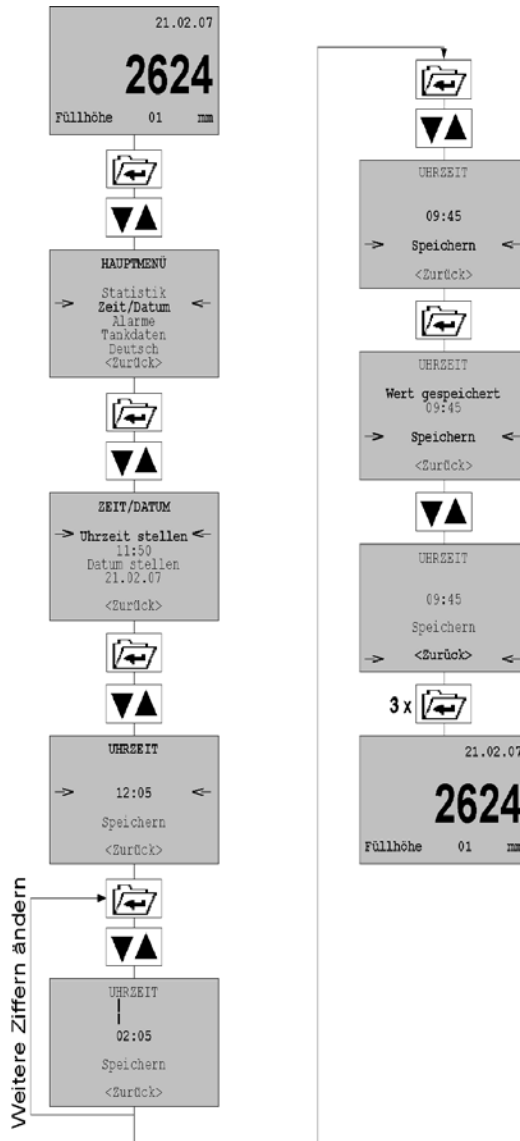 21.02.07
2624
Füllhöhe 01 mm
HAUPTMENÜ
Statistik
-> Zeit/Datum <-
Alarme
Tankdaten
Deutsch
<Zurück>
ZEIT/DATUM
-> Uhrzeit stellen <-
11:50
Datum stellen
21.02.07
<Zurück>
UHRZEIT
-> 12:05 <-
Speichern
<Zurück>
Weitere Ziffern ändern
UHRZEIT
02:05
Speichern
<Zurück>
UHRZEIT
09:45
-> Speichern <-
<Zurück>
UHRZEIT
Wert gespeichert
09:45
-> Speichern <-
<Zurück>
UHRZEIT
09:45
Speichern
-> <Zurück> <-
3 x
21.02.07
2624
Füllhöhe 01 mm